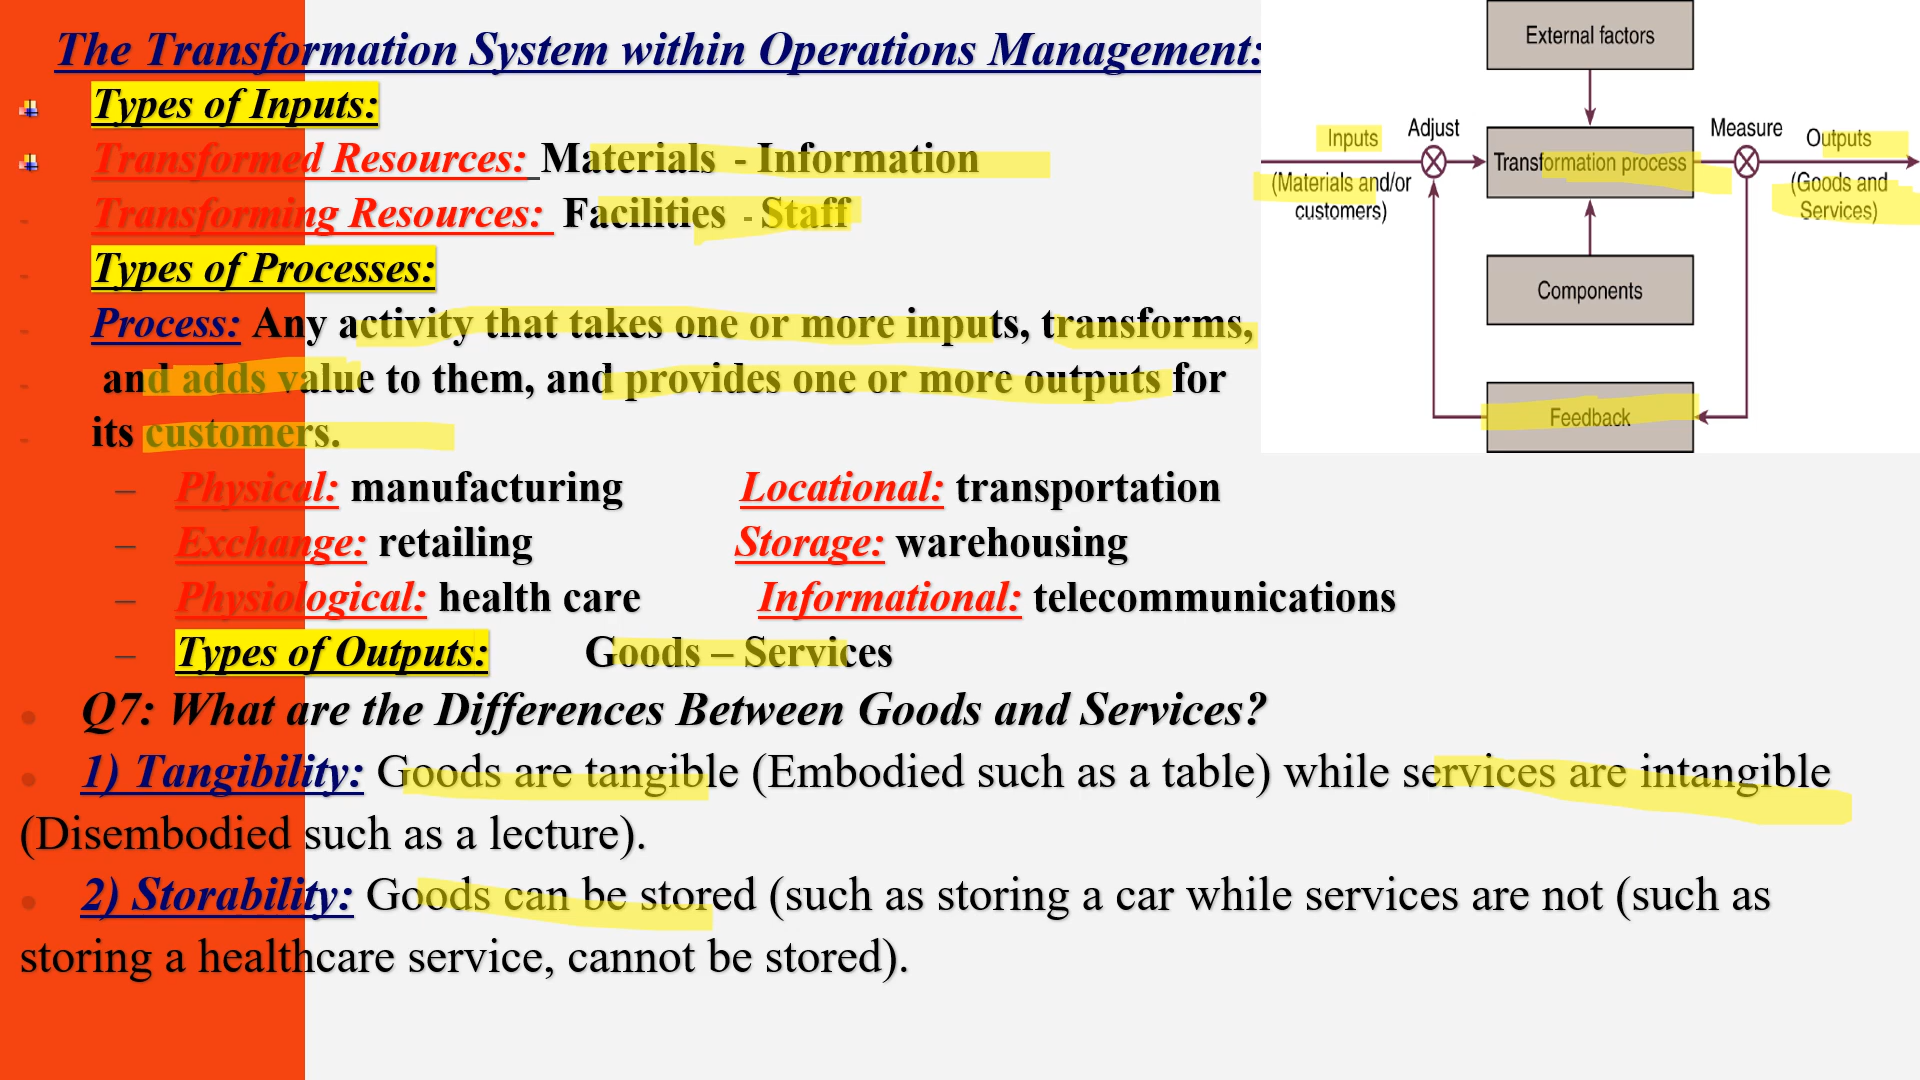 The Transformation System within Operations Management:
Types of Inputs:
Transformed Resources: Materials - Information
Transforming Resources: Facilities - Staff
Types of Processes:
Process: Any activity that takes one or more inputs, transforms,
and adds value to them, and provides one or more outputs for
its customers.
– Physical: manufacturing Locational: transportation
– Exchange: retailing Storage: warehousing
– Physiological: health care Informational: telecommunications
– Types of Outputs: Goods – Services
Q7: What are the Differences Between Goods and Services?
1) Tangibility: Goods are tangible (Embodied such as a table) while services are intangible
(Disembodied such as a lecture).
2) Storability: Goods can be stored (such as storing a car while services are not (such as
storing a healthcare service, cannot be stored).
External factors
Inputs
Adjust
Measure
Outputs
Transformation process
(Materials and/or
customers)
(Goods and
Services)
Components
Feedback